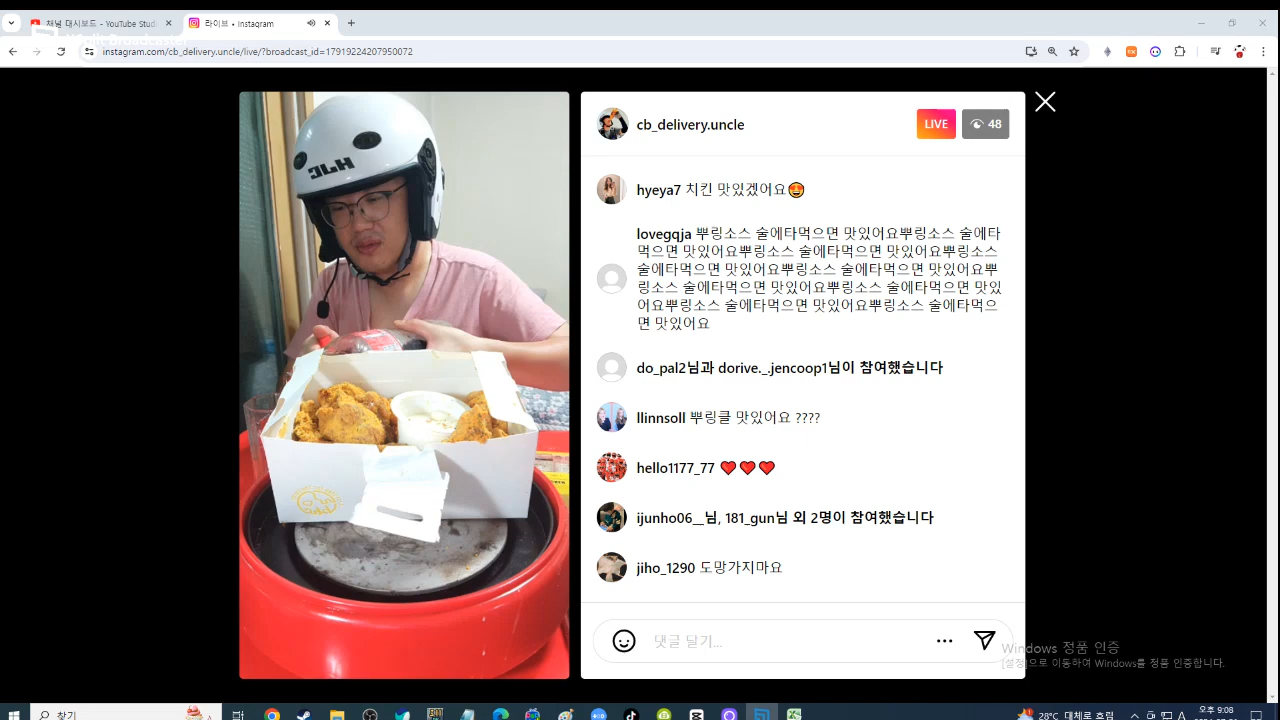 채널 대시보드 - YouTube Studi
라이브 • Instagram
XSplit Broadcaster
instagram.com/cb_delivery.uncle/live/?broadcast_id=17919224207950072
HJC
cb_delivery.uncle
LIVE
48
hyeya7 치킨 맛있겠어요😍
lovegqja 뿌링소스 술에타먹으면 맛있어요뿌링소스 술에타
먹으면 맛있어요뿌링소스 술에타먹으면 맛있어요뿌링소스
술에타먹으면 맛있어요뿌링소스 술에타먹으면 맛있어요뿌
링소스 술에타먹으면 맛있어요뿌링소스 술에타먹으면 맛있
어요뿌링소스 술에타먹으면 맛있어요뿌링소스 술에타먹으
면 맛있어요
do_pal2님과 dorive._.jencoop1님이 참여했습니다
llinnsoll 뿌링클 맛있어요 ????
hello1177_77 ❤️❤️❤️
ijunho06__님, 181_gun님 외 2명이 참여했습니다
jiho_1290 도망가지마요
댓글 달기...
Windows 정품 인증
[설정]으로 이동하여 Windows를 정품 인증합니다.
찾기
28°C 대체로 흐림
오후 9:08